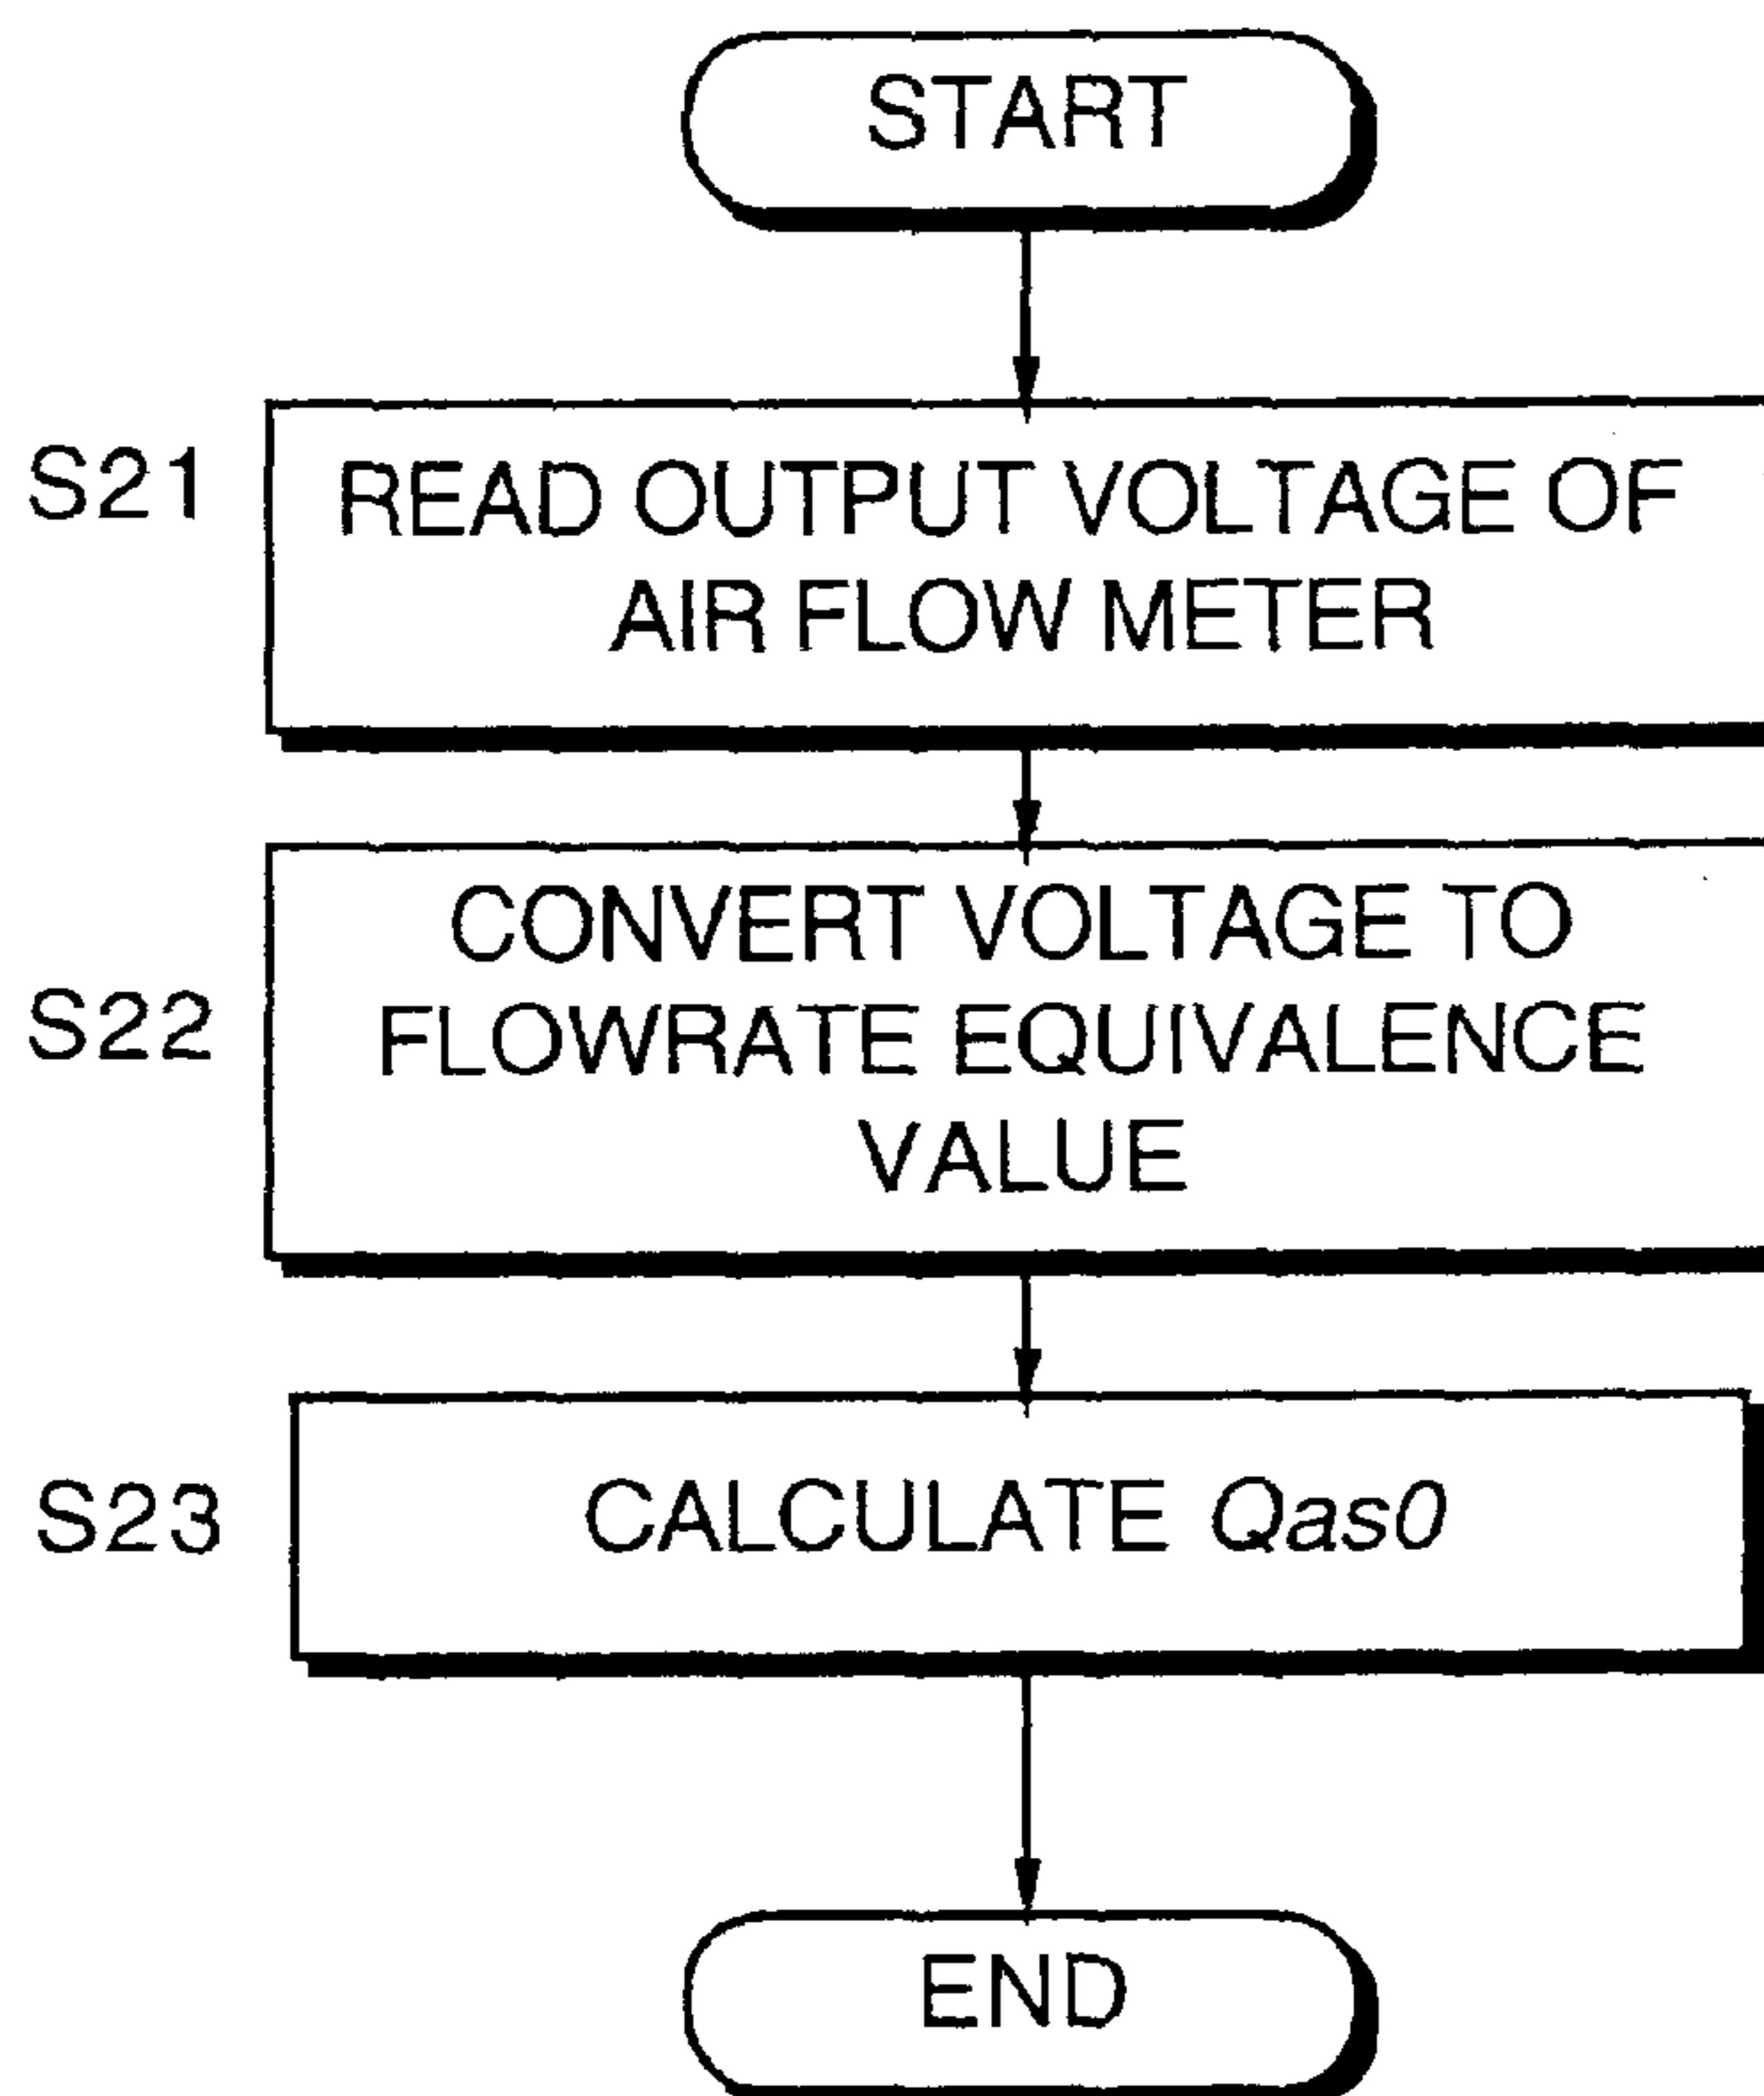 START
S21
READ OUTPUT VOLTAGE OF
AIR FLOW METER
S22
CONVERT VOLTAGE TO
FLOWRATE EQUIVALENCE
VALUE
S23
CALCULATE Qas0
END